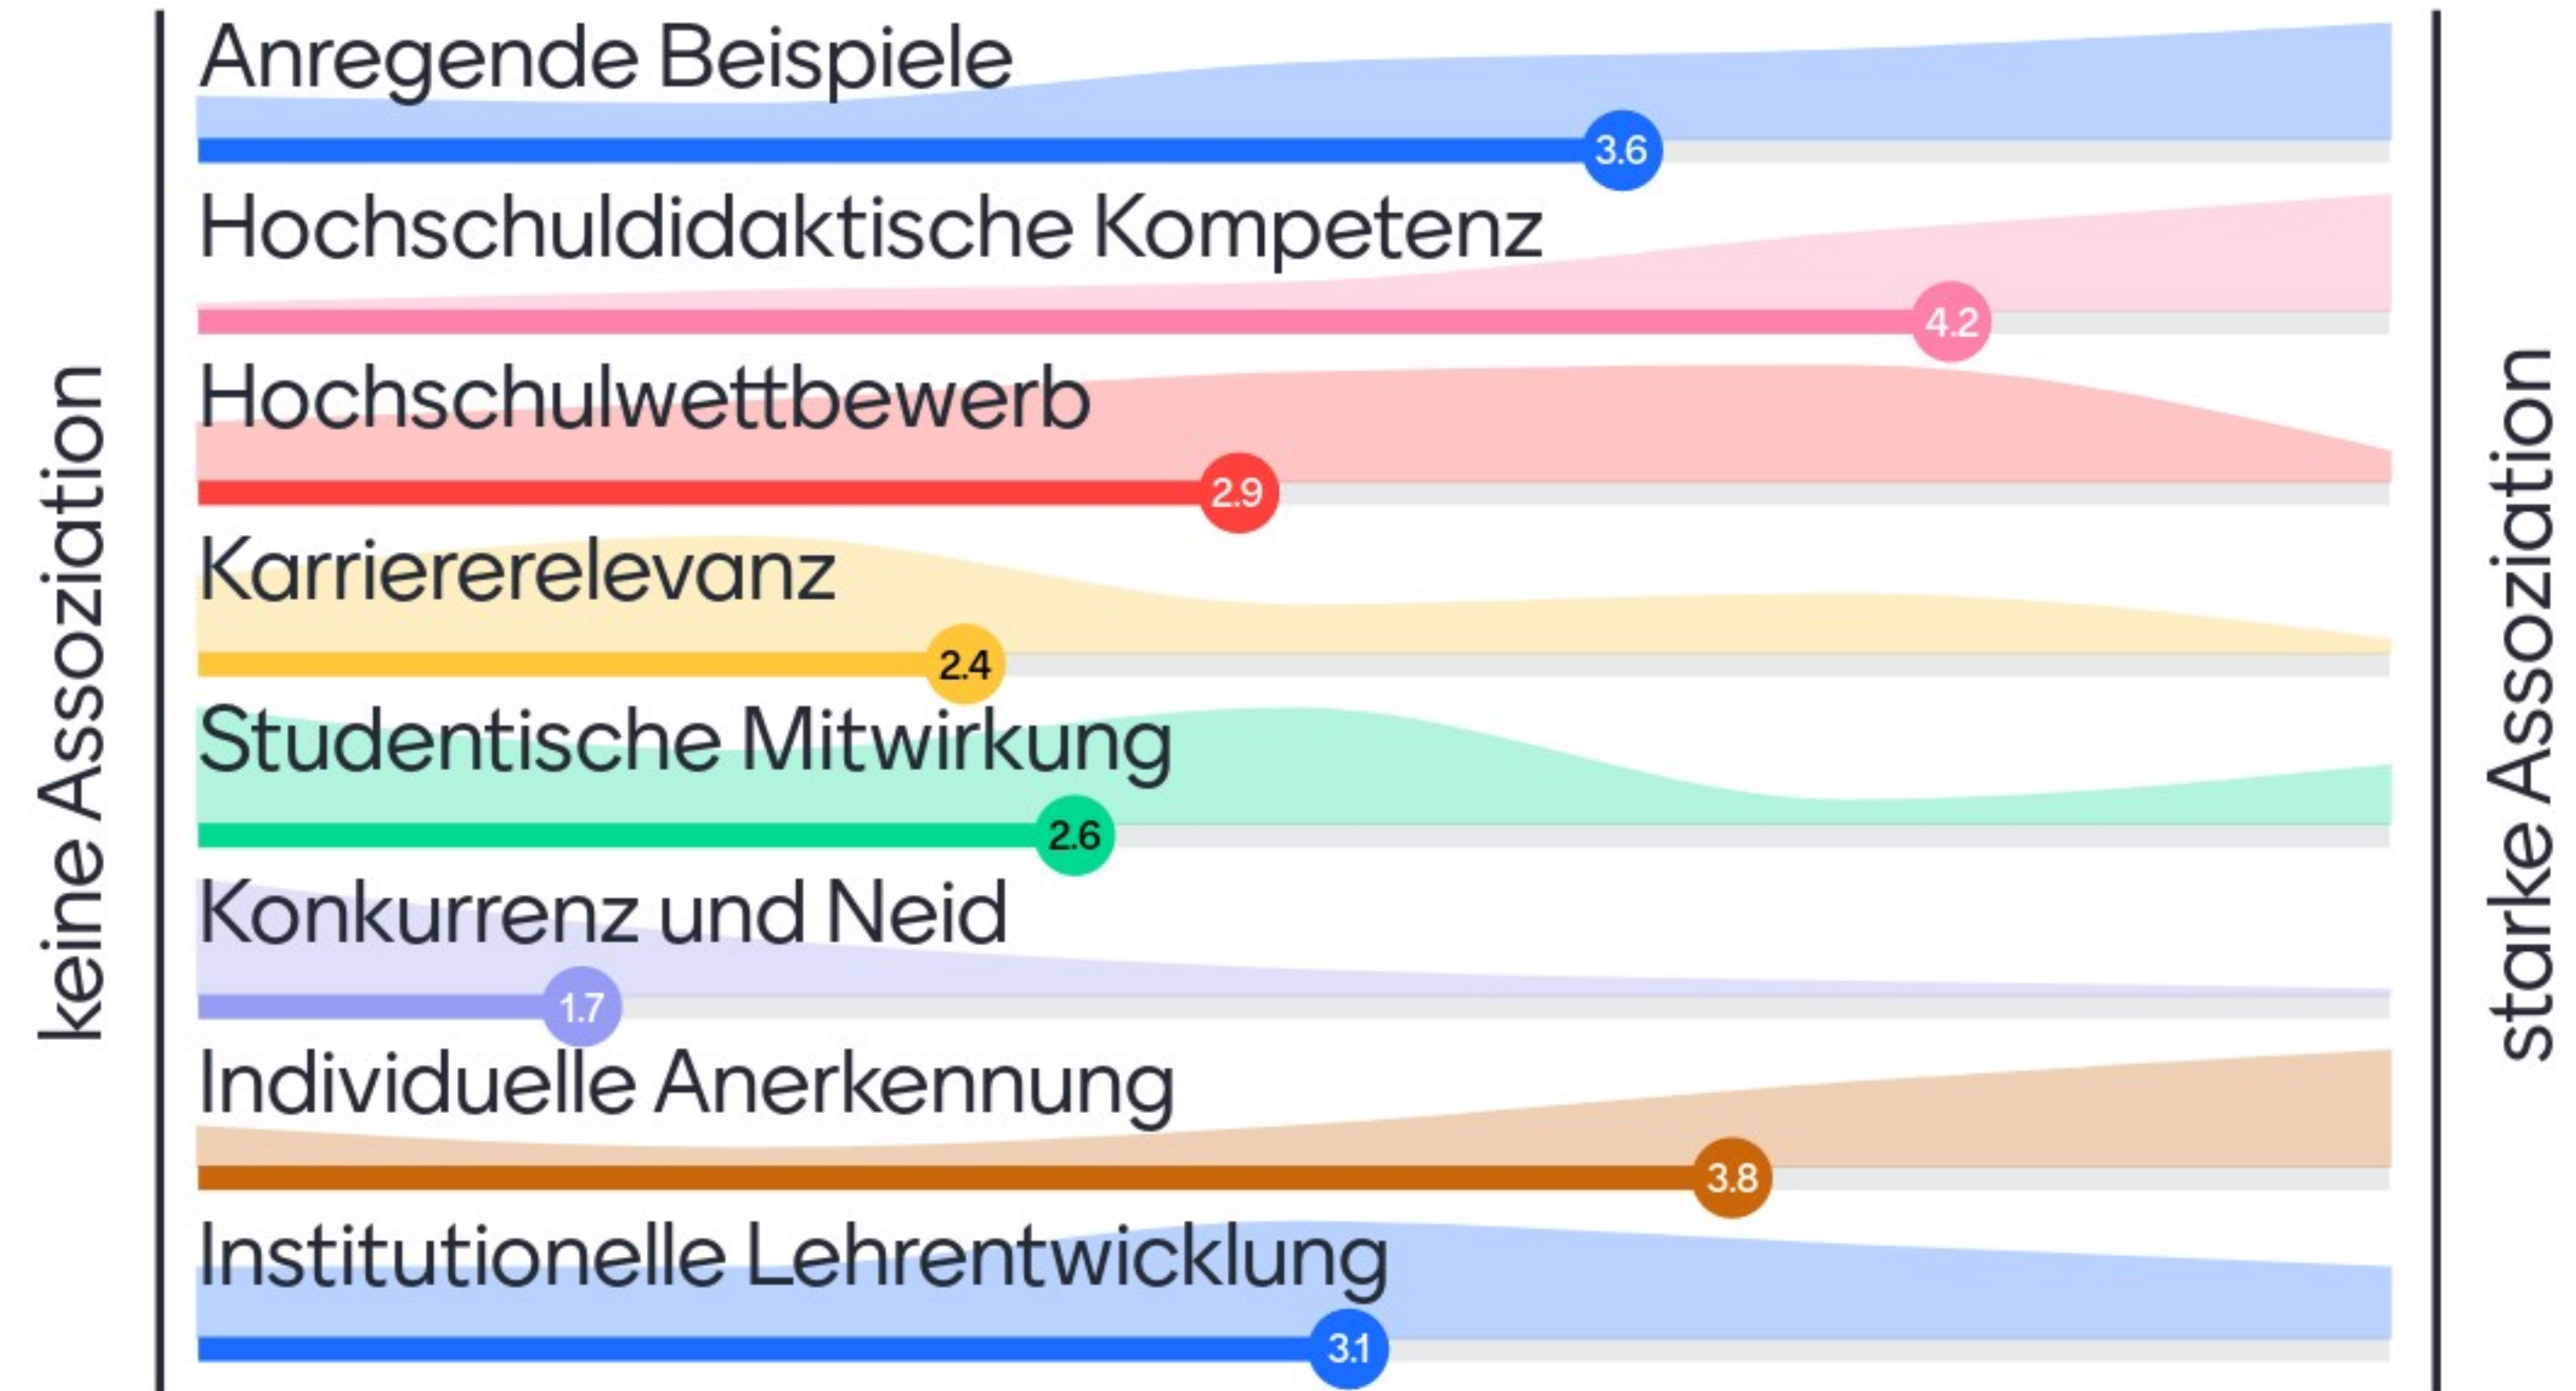 keine Assoziation
Anregende Beispiele
3.6
Hochschuldidaktische Kompetenz
4.2
Hochschulwettbewerb
2.9
Karriererelevanz
2.4
Studentische Mitwirkung
2.6
Konkurrenz und Neid
1.7
Individuelle Anerkennung
3.8
Institutionelle Lehrentwicklung
3.1
starke Assoziation